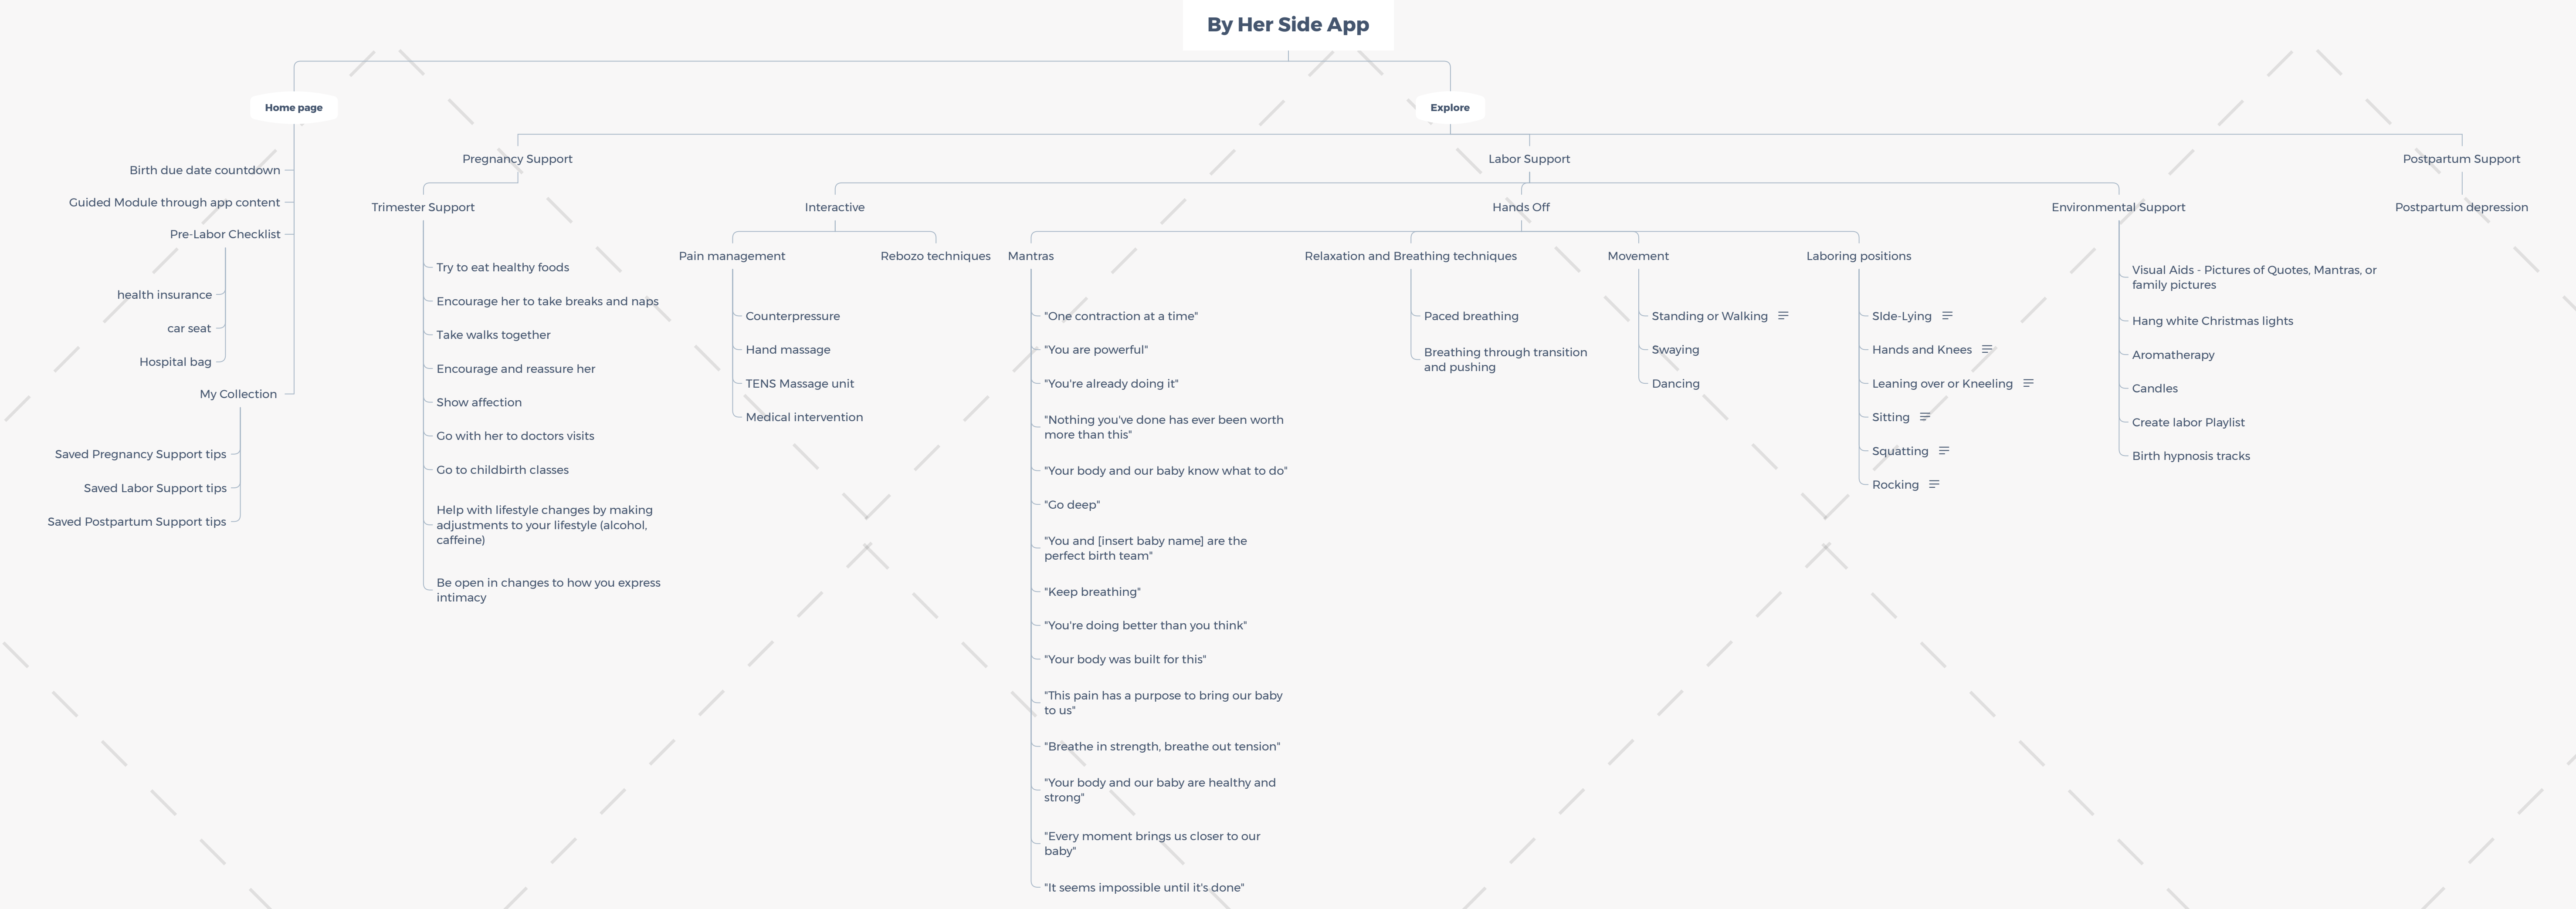 By Her Side App
Home page
Explore
Birth due date countdown
Guided Module through app content
Pre-Labor Checklist
health insurance
car seat
Hospital bag
My Collection
Saved Pregnancy Support tips
Saved Labor Support tips
Saved Postpartum Support tips
Pregnancy Support
Trimester Support
Try to eat healthy foods
Encourage her to take breaks and naps
Take walks together
Encourage and reassure her
Show affection
Go with her to doctors visits
Go to childbirth classes
Help with lifestyle changes by making
adjustments to your lifestyle (alcohol,
caffeine)
Be open in changes to how you express
intimacy
Labor Support
Interactive
Pain management
Counterpressure
Hand massage
TENS Massage unit
Medical intervention
Rebozo techniques
Hands Off
Mantras
"One contraction at a time"
"You are powerful"
"You're already doing it"
"Nothing you've done has ever been worth
more than this"
"Your body and our baby know what to do"
"Go deep"
"You and [insert baby name] are the
perfect birth team"
"Keep breathing"
"You're doing better than you think"
"Your body was built for this"
"This pain has a purpose to bring our baby
to us"
"Breathe in strength, breathe out tension"
"Your body and our baby are healthy and
strong"
"Every moment brings us closer to our
baby"
"It seems impossible until it's done"
Relaxation and Breathing techniques
Paced breathing
Breathing through transition
and pushing
Movement
Standing or Walking
Swaying
Dancing
Laboring positions
SIde-Lying
Hands and Knees
Leaning over or Kneeling
Sitting
Squatting
Rocking
Environmental Support
Visual Aids - Pictures of Quotes, Mantras, or
family pictures
Hang white Christmas lights
Aromatherapy
Candles
Create labor Playlist
Birth hypnosis tracks
Postpartum Support
Postpartum depression